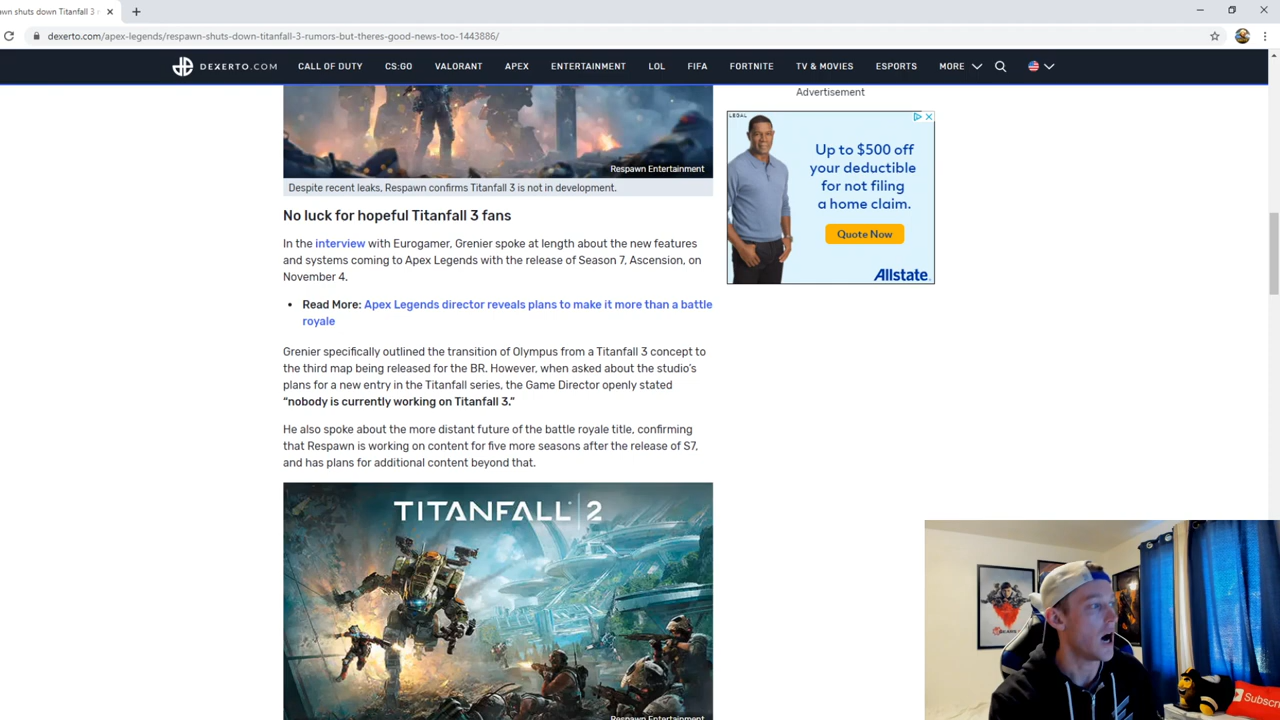 wn shuts down Titanfall 3
dexerto.com/apex-legends/respawn-shuts-down-titanfall-3-rumors-but-theres-good-news-too-1443886/
DEXERTO.COM CALL OF DUTY CS:GO VALORANT APEX ENTERTAINMENT LOL FIFA FORTNITE TV & MOVIES ESPORTS MORE
Respawn Entertainment
Despite recent leaks, Respawn confirms Titanfall 3 is not in development.
No luck for hopeful Titanfall 3 fans
In the interview with Eurogamer, Grenier spoke at length about the new features
and systems coming to Apex Legends with the release of Season 7, Ascension, on
November 4.
• Read More: Apex Legends director reveals plans to make it more than a battle
royale
Grenier specifically outlined the transition of Olympus from a Titanfall 3 concept to
the third map being released for the BR. However, when asked about the studio’s
plans for a new entry in the Titanfall series, the Game Director openly stated
“nobody is currently working on Titanfall 3.”
He also spoke about the more distant future of the battle royale title, confirming
that Respawn is working on content for five more seasons after the release of S7,
and has plans for additional content beyond that.
TITANFALL 2
Respawn Entertainment
Advertisement
LEGAL
Up to $500 off
your deductible
for not filing
a home claim.
Quote Now
Allstate.
Subscr